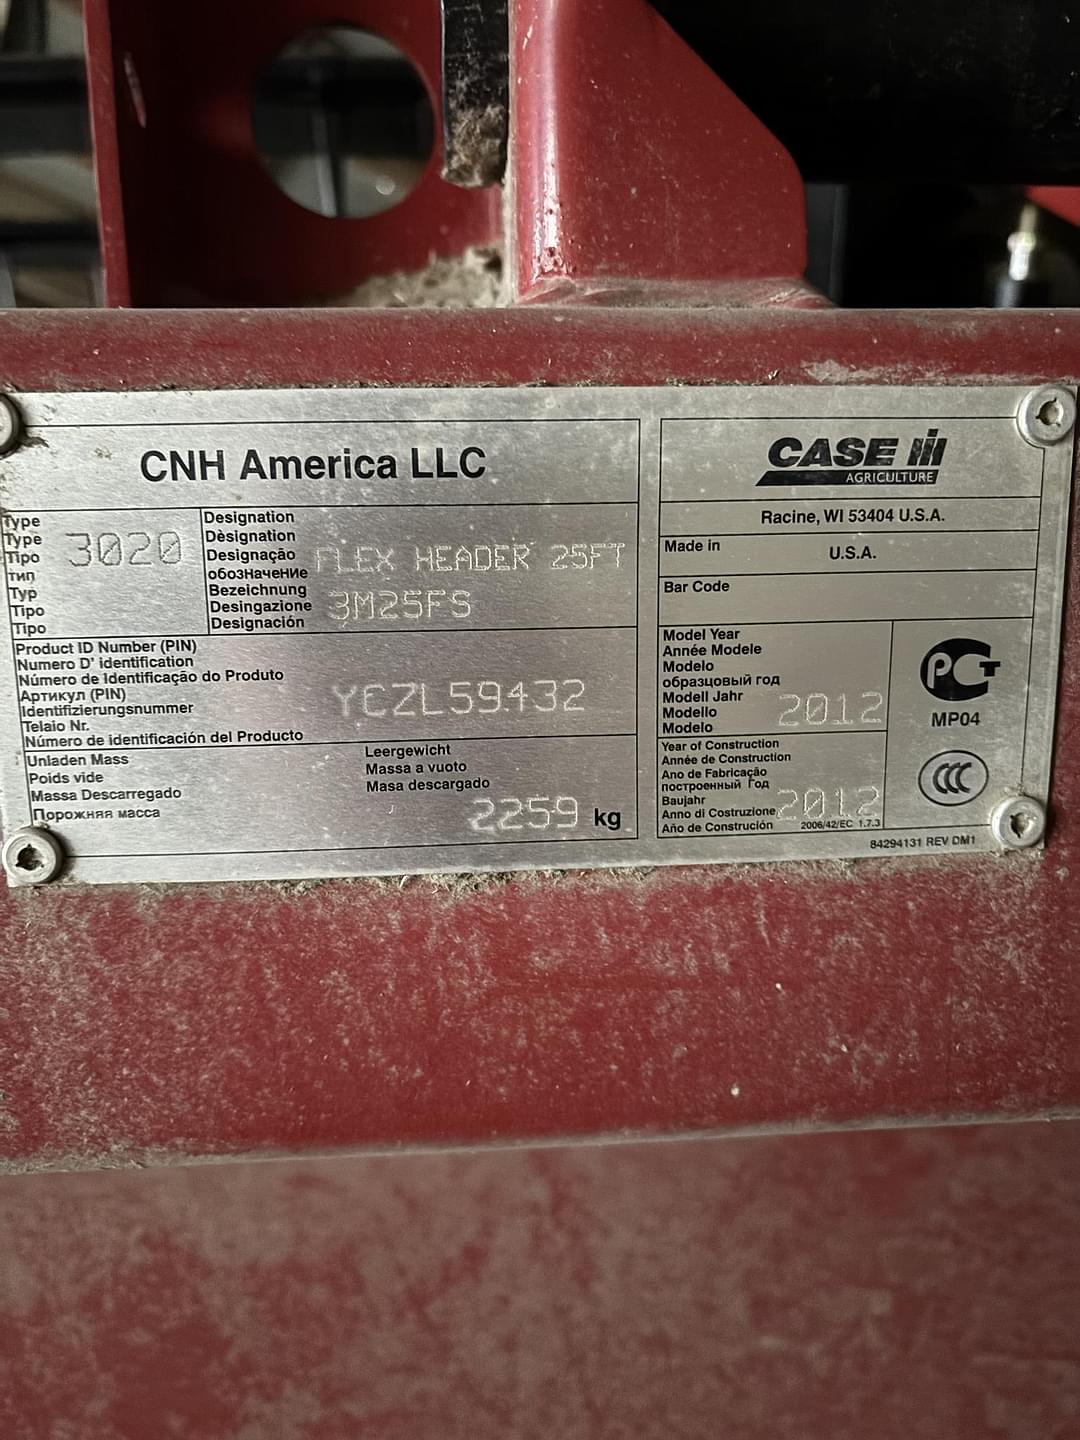 CNH America LLC
Type
Type
Tipo
тип
Typ
Tipo
Tipo
3020
Designation
Dèsignation
Designação
обозначение
Bezeichnung
Desingazione
Designación
FLEX HEADER 25FT
3M25FS
Product ID Number (PIN)
Numero D' identification
Número de Identificação do Produto
Артикул (PIN)
Identifizierungsnummer
Telaio Nr.
Número de identificación del Producto
YCZL59432
Unladen Mass
Poids vide
Massa Descarregado
Порожняя масса
Leergewicht
Massa a vuoto
Masa descargado
2259 kg
CASE IH
AGRICULTURE
Racine, WI 53404 U.S.A.
Made in
U.S.A.
Bar Code
Model Year
Année Modele
Modelo
образцовый год
Modell Jahr
Modello
Modelo
2012
Year of Construction
Année de Construction
Ano de Fabricação
построенный Год
Baujahr
Anno di Costruzione
Año de Construción
2012
2006/42/EC 1.7.3
РСТ
MP04
CCC
84294131 REV DM1